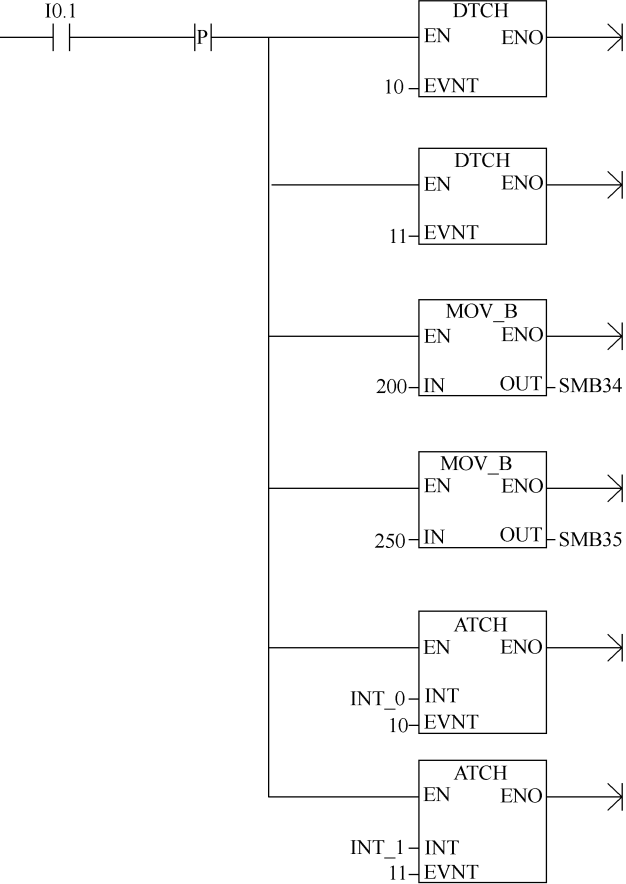 I0.1
P
DTCH
EN ENO
10 EVNT
DTCH
EN ENO
11 EVNT
MOV_B
EN ENO
200 IN OUT SMB34
MOV_B
EN ENO
250 IN OUT SMB35
ATCH
EN ENO
INT_0 INT
10 EVNT
ATCH
EN ENO
INT_1 INT
11 EVNT